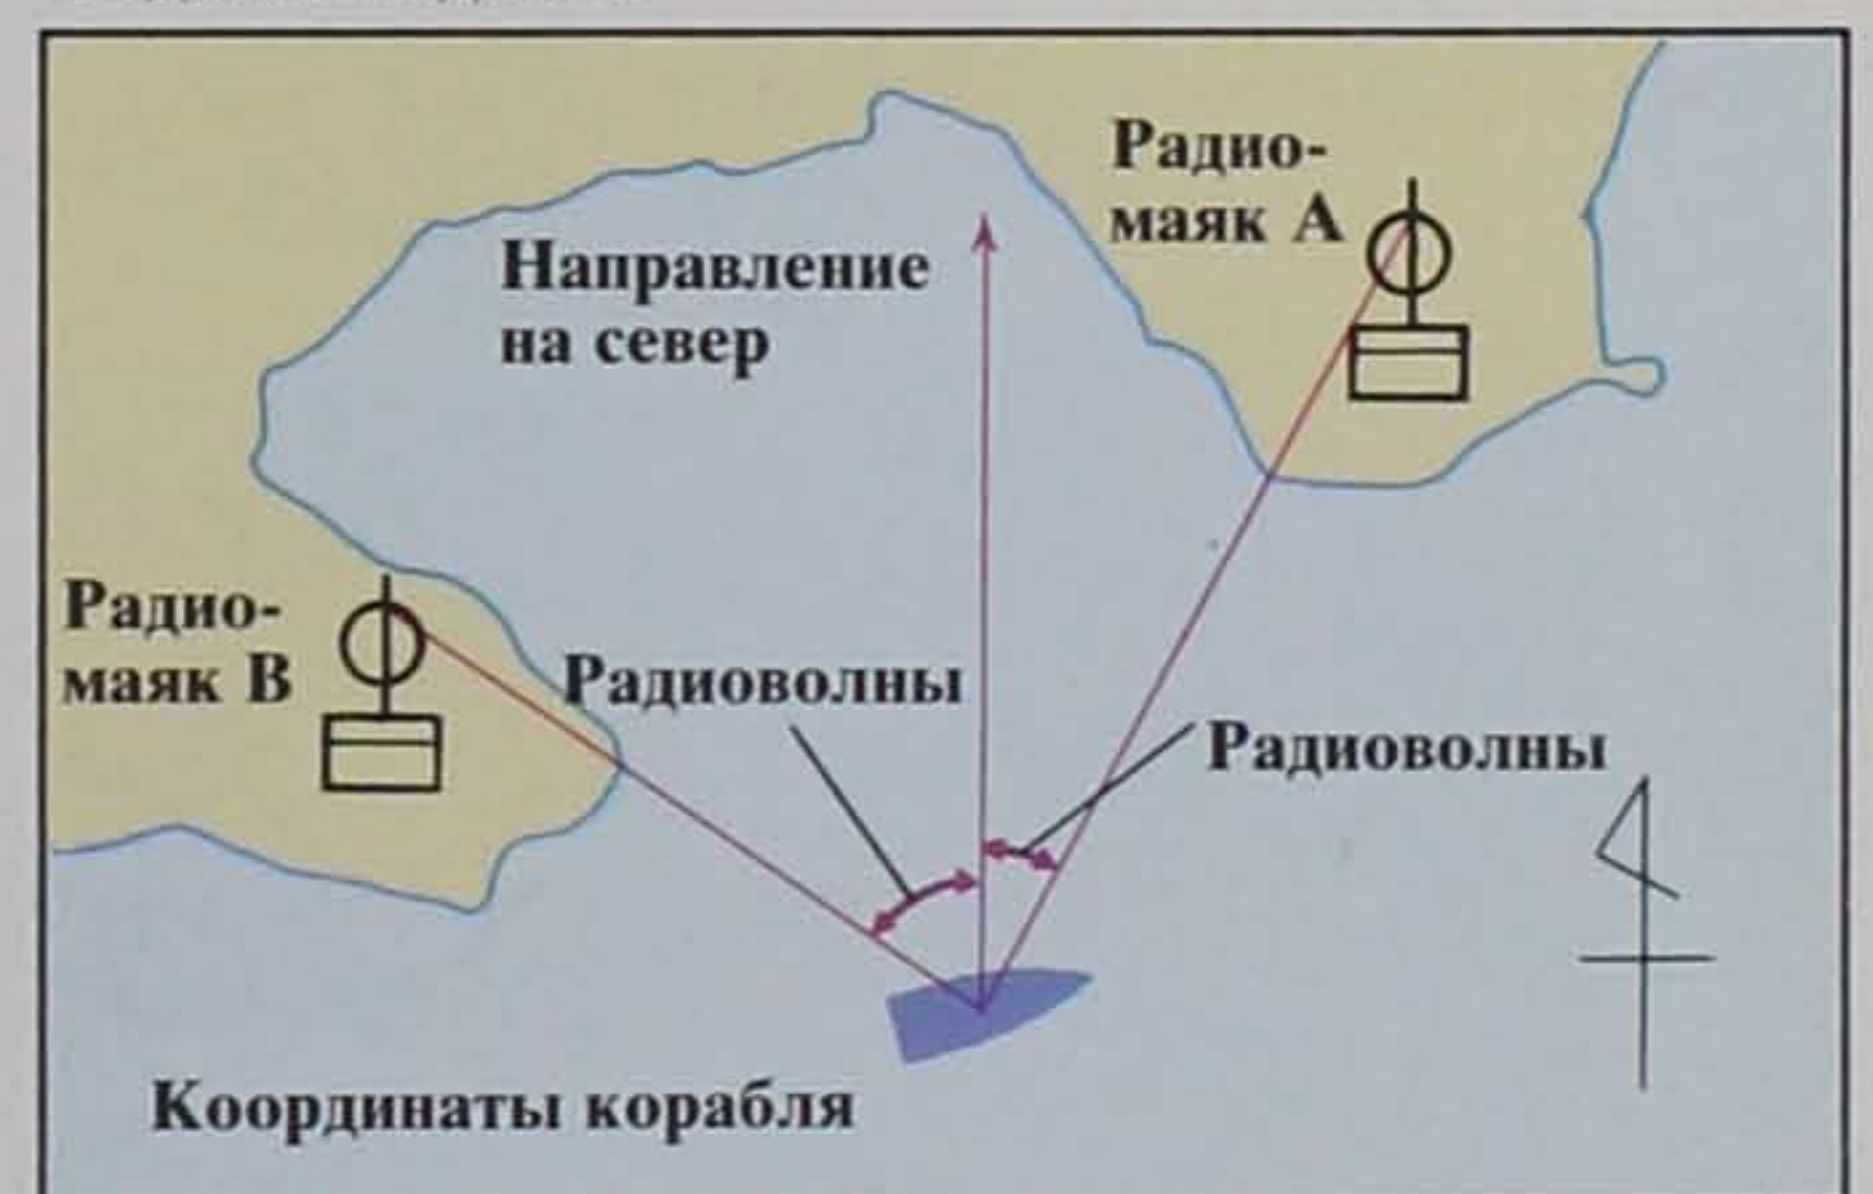 Радио-
маяк А
Направление
на север
Радио-
маяк В
Радиоволны
Радиоволны
Координаты корабля